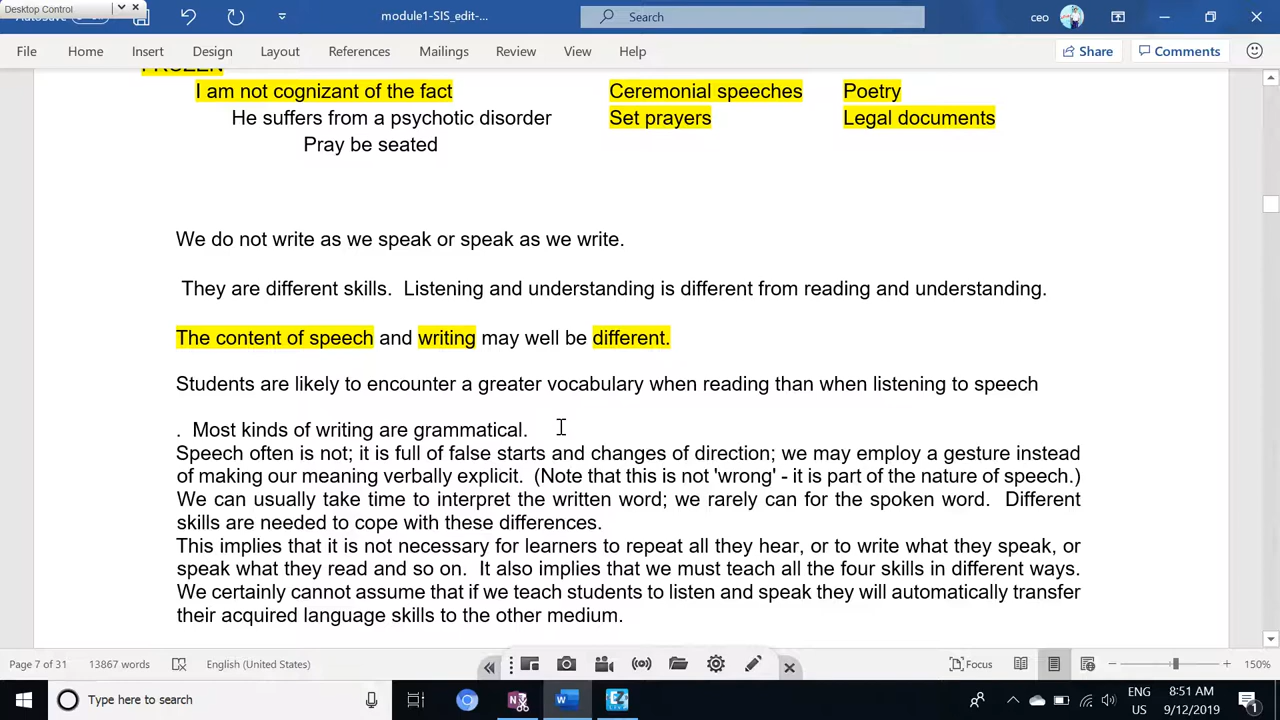 Desktop Control
AutoSave
module1-SIS_edit-...
Search
ceo
File Home Insert Design Layout References Mailings Review View Help
Share
Comments
FROZEN
I am not cognizant of the fact Ceremonial speeches Poetry
He suffers from a psychotic disorder Set prayers Legal documents
Pray be seated
We do not write as we speak or speak as we write.
They are different skills.  Listening and understanding is different from reading and understanding.
The content of speech and writing may well be different.
Students are likely to encounter a greater vocabulary when reading than when listening to speech
.  Most kinds of writing are grammatical.
Speech often is not; it is full of false starts and changes of direction; we may employ a gesture instead
of making our meaning verbally explicit.  (Note that this is not 'wrong' - it is part of the nature of speech.)
We can usually take time to interpret the written word; we rarely can for the spoken word.  Different
skills are needed to cope with these differences.
This implies that it is not necessary for learners to repeat all they hear, or to write what they speak, or
speak what they read and so on.  It also implies that we must teach all the four skills in different ways.
We certainly cannot assume that if we teach students to listen and speak they will automatically transfer
their acquired language skills to the other medium.
Page 7 of 31 13867 words English (United States) Focus 150%
Type here to search
ENG
US
8:51 AM
9/12/2019
1